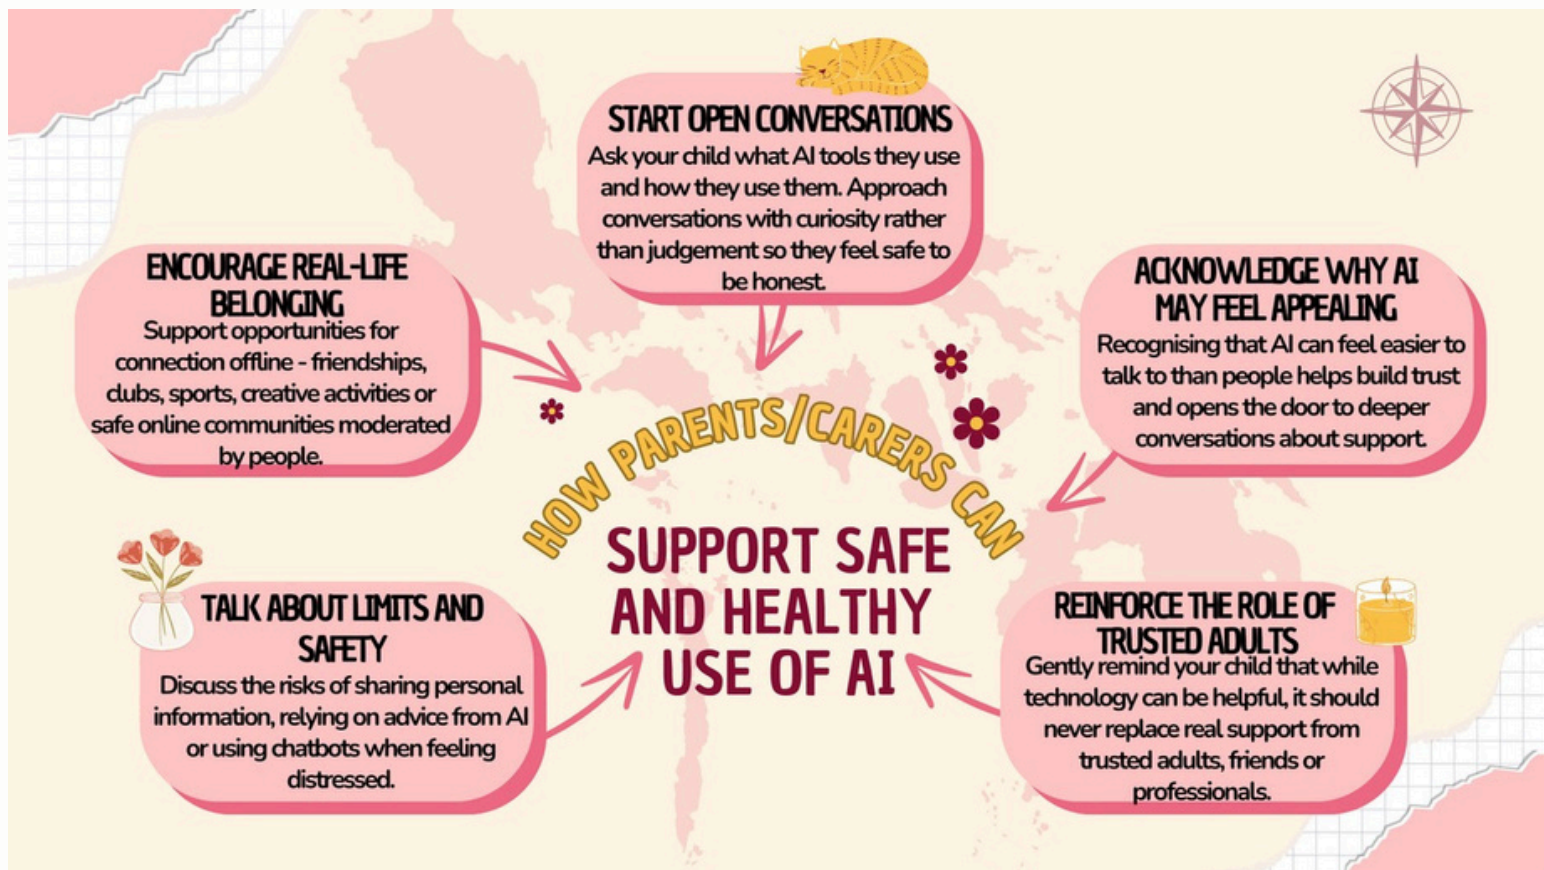 START OPEN CONVERSATIONS
Ask your child what AI tools they use
and how they use them. Approach
conversations with curiosity rather
than judgement so they feel safe to
be honest.
ENCOURAGE REAL-LIFE
BELONGING
Support opportunities for
connection offline - friendships,
clubs, sports, creative activities or
safe online communities moderated
by people.
ACKNOWLEDGE WHY AI
MAY FEEL APPEALING
Recognising that AI can feel easier to
talk to than people helps build trust
and opens the door to deeper
conversations about support.
HOW PARENTS/CARERS CAN
SUPPORT SAFE
AND HEALTHY
USE OF AI
TALK ABOUT LIMITS AND
SAFETY
Discuss the risks of sharing personal
information, relying on advice from AI
or using chatbots when feeling
distressed.
REINFORCE THE ROLE OF
TRUSTED ADULTS
Gently remind your child that while
technology can be helpful, it should
never replace real support from
trusted adults, friends or
professionals.